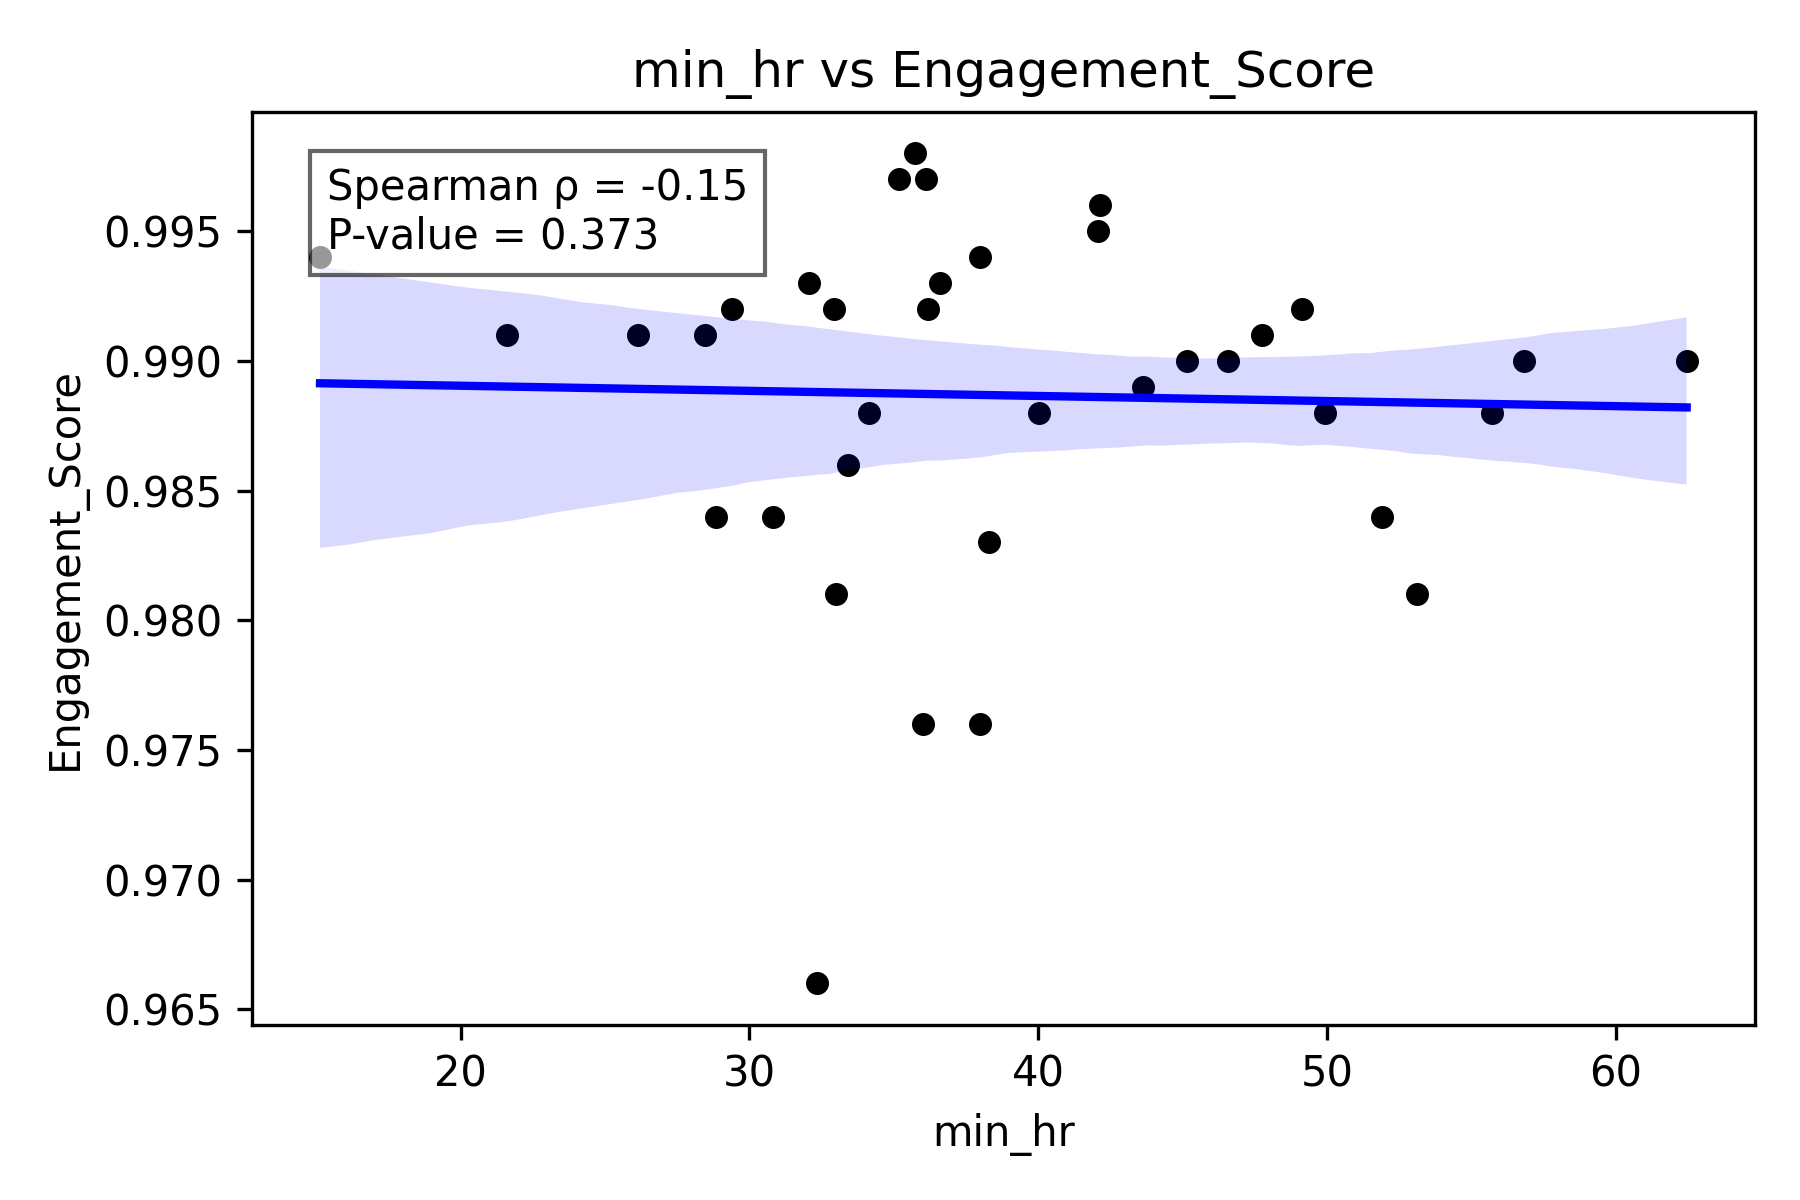 min_hr vs Engagement_Score
Spearman ρ = -0.15
P-value = 0.373
Engagement_Score
0.995
0.990
0.985
0.980
0.975
0.970
0.965
20 30 40 50 60
min_hr